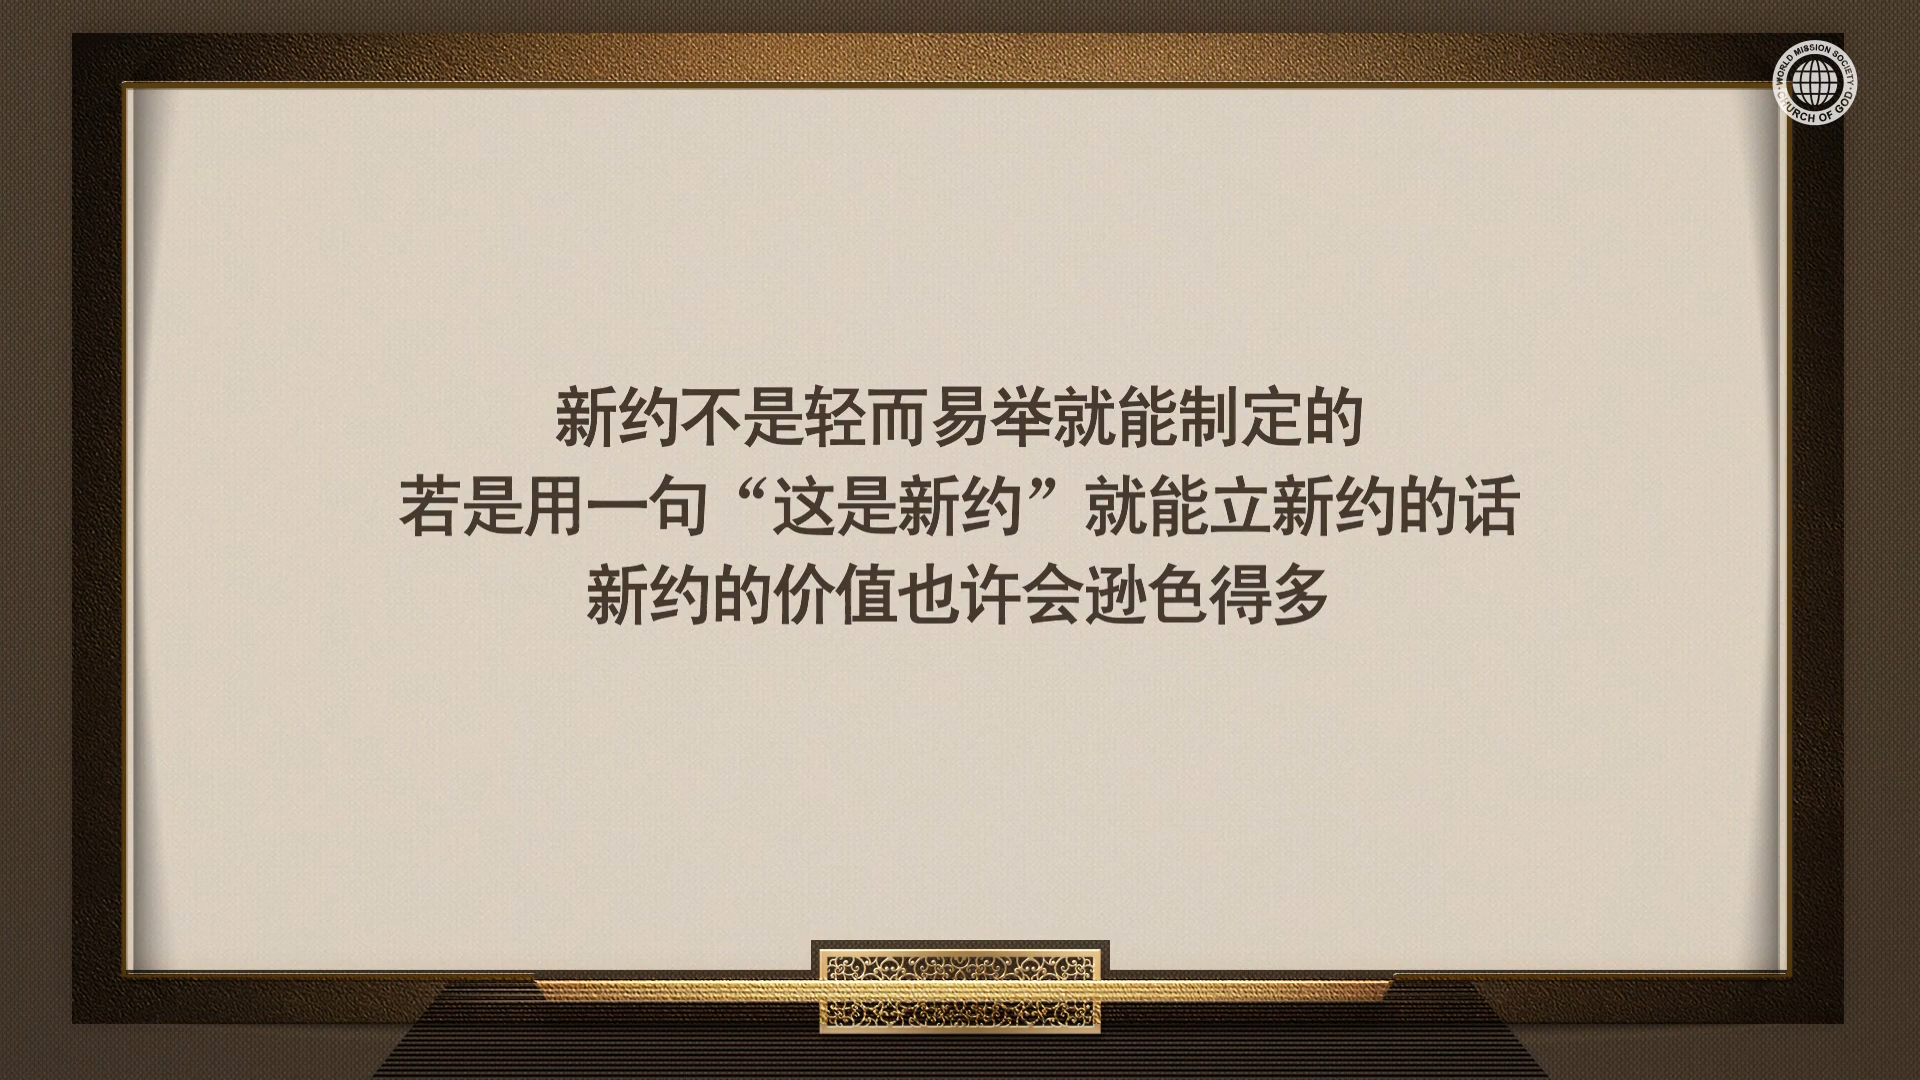 WORLD MISSION SOCIETY
CHURCH OF GOD
新约不是轻而易举就能制定的
若是用一句“这是新约”就能立新约的话
新约的价值也许会逊色得多